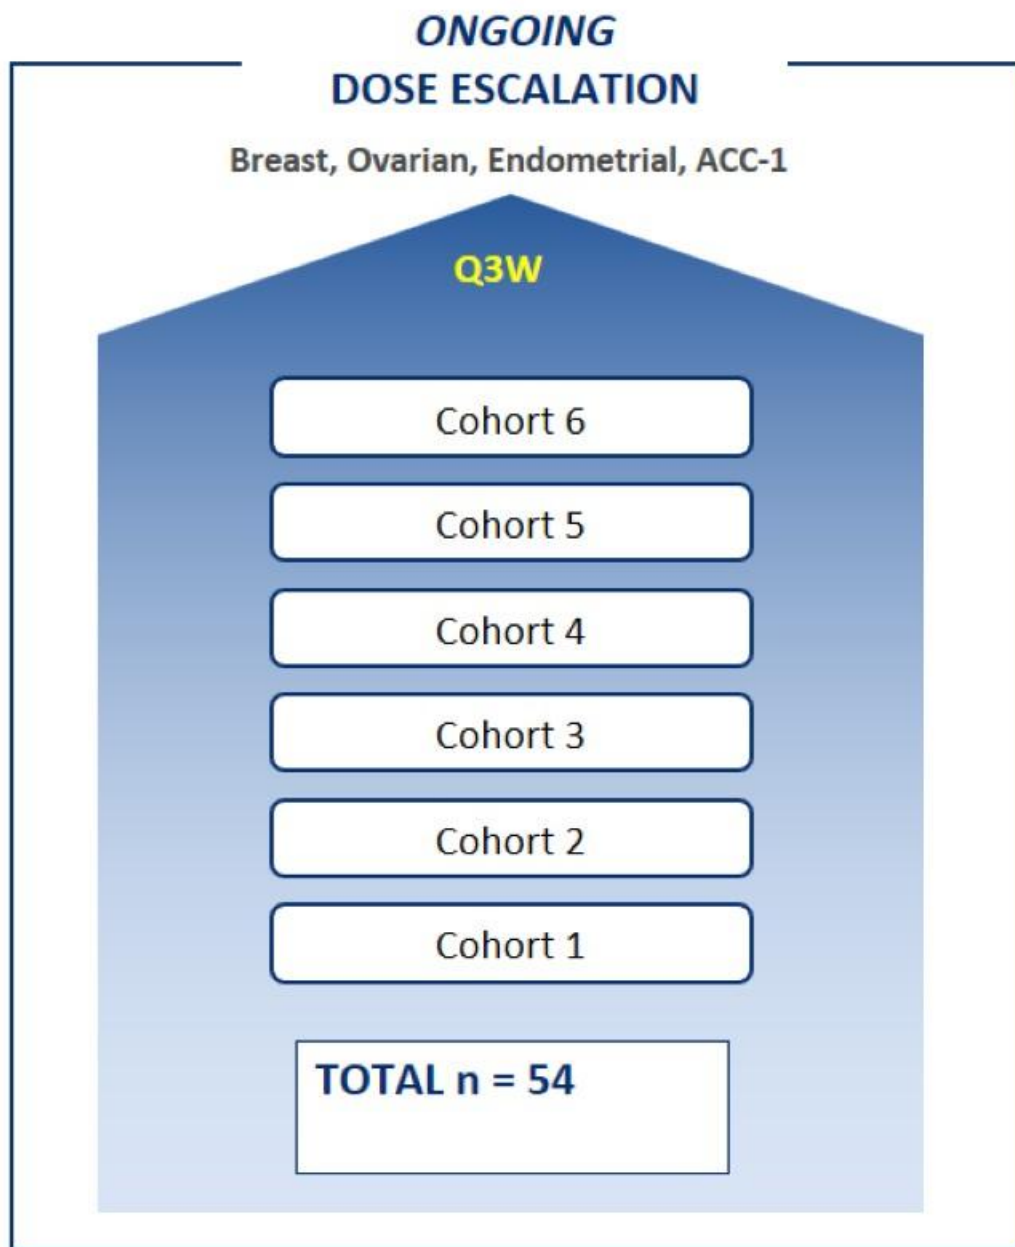 ONGOING
DOSE ESCALATION
Breast, Ovarian, Endometrial, ACC-1
Q3W
Cohort 6
Cohort 5
Cohort 4
Cohort 3
Cohort 2
Cohort 1
TOTAL n = 54